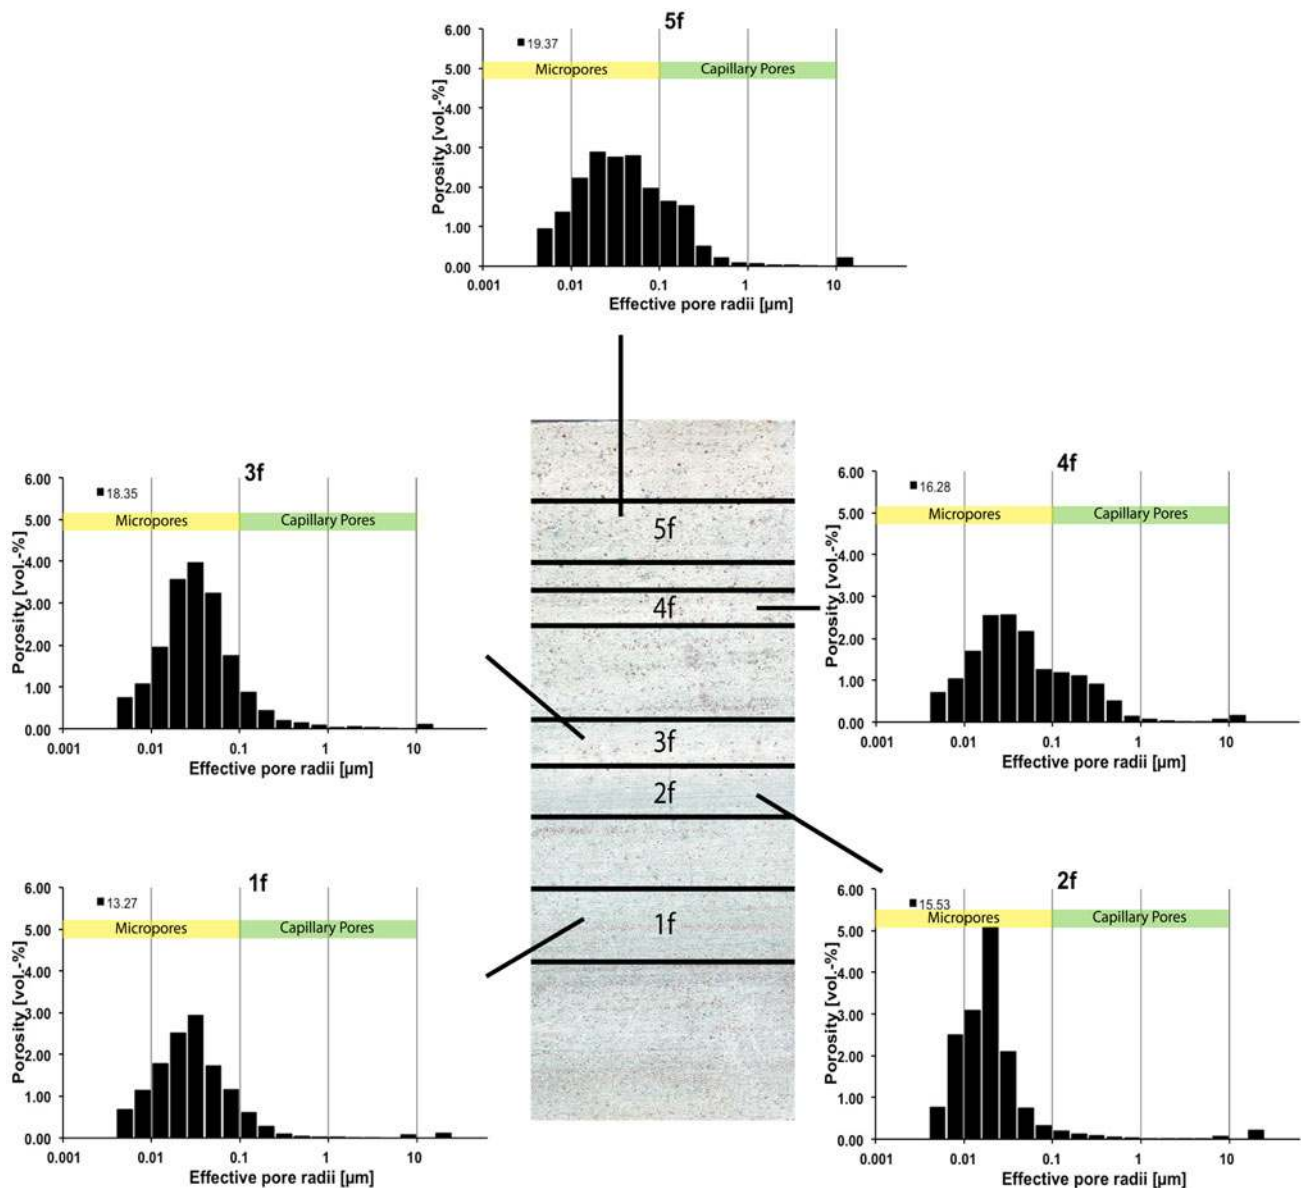 5f
6.00
19.37
5.00
Micropores
Capillary Pores
4.00
3.00
2.00
1.00
0.00
Porosity [vol.-%]
0.001 0.01 0.1 1 10
Effective pore radii [µm]
3f
6.00
18.35
5.00
Micropores
Capillary Pores
4.00
3.00
2.00
1.00
0.00
Porosity [vol.-%]
0.001 0.01 0.1 1 10
Effective pore radii [µm]
5f
4f
3f
2f
1f
4f
6.00
16.28
5.00
Micropores
Capillary Pores
4.00
3.00
2.00
1.00
0.00
Porosity [vol.-%]
0.001 0.01 0.1 1 10
Effective pore radii [µm]
1f
6.00
13.27
5.00
Micropores
Capillary Pores
4.00
3.00
2.00
1.00
0.00
Porosity [vol.-%]
0.001 0.01 0.1 1 10
Effective pore radii [µm]
2f
6.00
15.53
5.00
Micropores
Capillary Pores
4.00
3.00
2.00
1.00
0.00
Porosity [vol.-%]
0.001 0.01 0.1 1 10
Effective pore radii [µm]